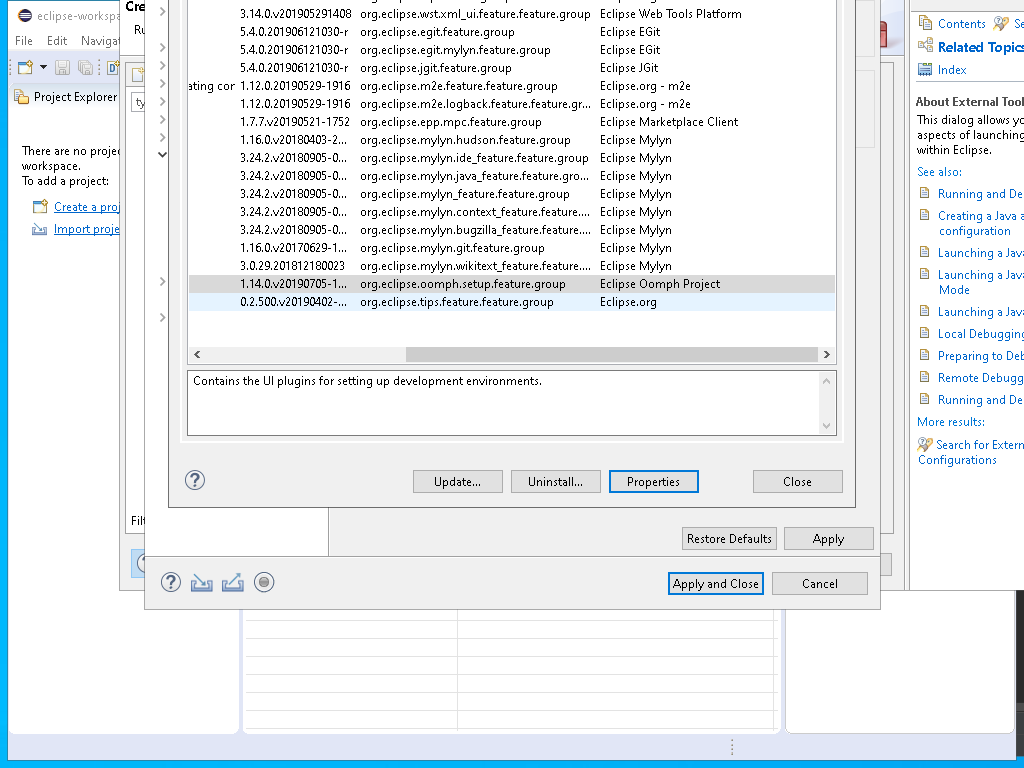 eclipse-workspa
File Edit Navigat
Project Explorer
There are no projec
workspace.
To add a project:
Create a proj
Import proje
Cre
Ru
ty
Filt
3.14.0.v201905291408 org.eclipse.wst.xml_ui.feature.feature.group Eclipse Web Tools Platform
5.4.0.201906121030-r org.eclipse.egit.feature.group Eclipse EGit
5.4.0.201906121030-r org.eclipse.egit.mylyn.feature.group Eclipse EGit
5.4.0.201906121030-r org.eclipse.jgit.feature.group Eclipse JGit
ating cor 1.12.0.20190529-1916 org.eclipse.m2e.feature.feature.group Eclipse.org - m2e
1.12.0.20190529-1916 org.eclipse.m2e.logback.feature.feature.gr... Eclipse.org - m2e
1.7.7.v20190521-1752 org.eclipse.epp.mpc.feature.group Eclipse Marketplace Client
1.16.0.v20180403-2... org.eclipse.mylyn.hudson.feature.group Eclipse Mylyn
3.24.2.v20180905-0... org.eclipse.mylyn.ide_feature.feature.group Eclipse Mylyn
3.24.2.v20180905-0... org.eclipse.mylyn.java_feature.feature.gro... Eclipse Mylyn
3.24.2.v20180905-0... org.eclipse.mylyn_feature.feature.group Eclipse Mylyn
3.24.2.v20180905-0... org.eclipse.mylyn.context_feature.feature.... Eclipse Mylyn
3.24.2.v20180905-0... org.eclipse.mylyn.bugzilla_feature.feature.... Eclipse Mylyn
1.16.0.v20170629-1... org.eclipse.mylyn.git.feature.group Eclipse Mylyn
3.0.29.201812180023 org.eclipse.mylyn.wikitext_feature.feature.... Eclipse Mylyn
1.14.0.v20190705-1... org.eclipse.oomph.setup.feature.group Eclipse Oomph Project
0.2.500.v20190402-... org.eclipse.tips.feature.feature.group Eclipse.org
Contains the UI plugins for setting up development environments.
Update... Uninstall... Properties Close
Restore Defaults Apply
Apply and Close Cancel
Contents Se
Related Topics
Index
About External Tool
This dialog allows yo
aspects of launching
within Eclipse.
See also:
Running and De
Creating a Java a
configuration
Launching a Java
Launching a Java
Mode
Launching a Java
Local Debugging
Preparing to Deb
Remote Debugg
Running and De
More results:
Search for Extern
Configurations